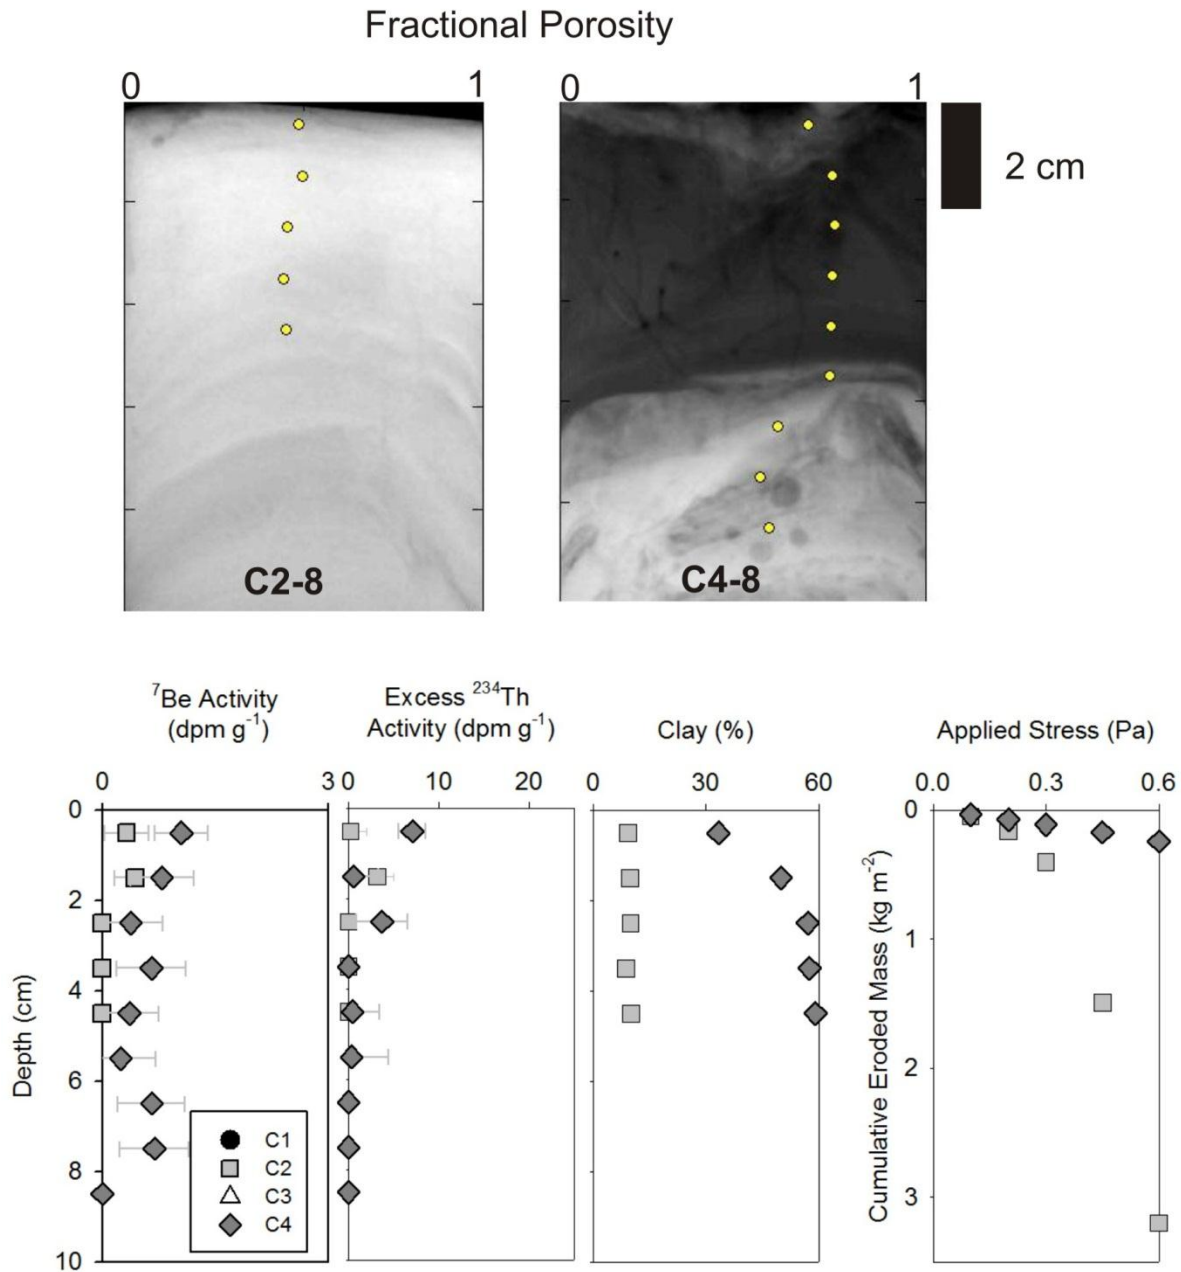 Fractional Porosity
0 1 0 1
2 cm
C2-8 C4-8
⁷Be Activity
(dpm g⁻¹)
Excess ²³⁴Th
Activity (dpm g⁻¹)
Clay (%)
Applied Stress (Pa)
0 3 0 10 20 0 30 60 0.0 0.3 0.6
Depth (cm)
0
2
4
6
8
10
C1
C2
C3
C4
Cumulative Eroded Mass (kg m⁻²)
0
1
2
3